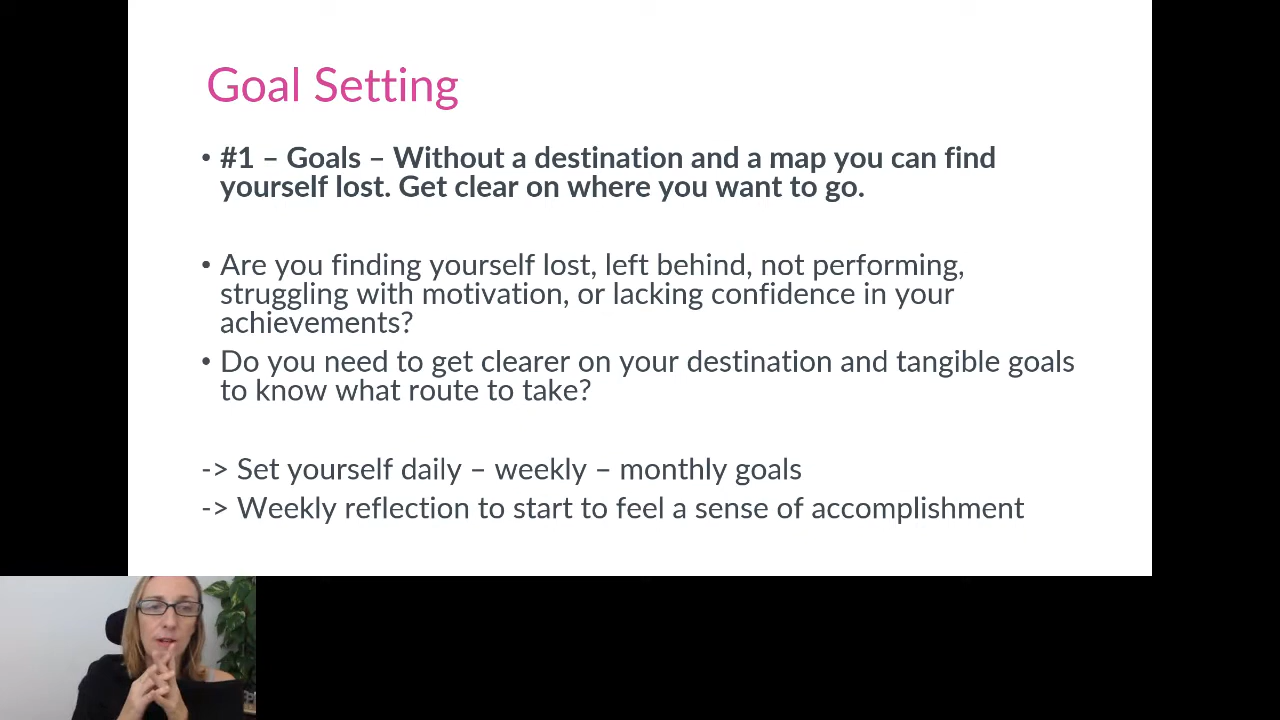 Goal Setting
• #1 – Goals – Without a destination and a map you can find
yourself lost. Get clear on where you want to go.
• Are you finding yourself lost, left behind, not performing,
struggling with motivation, or lacking confidence in your
achievements?
• Do you need to get clearer on your destination and tangible goals
to know what route to take?
-> Set yourself daily – weekly – monthly goals
-> Weekly reflection to start to feel a sense of accomplishment